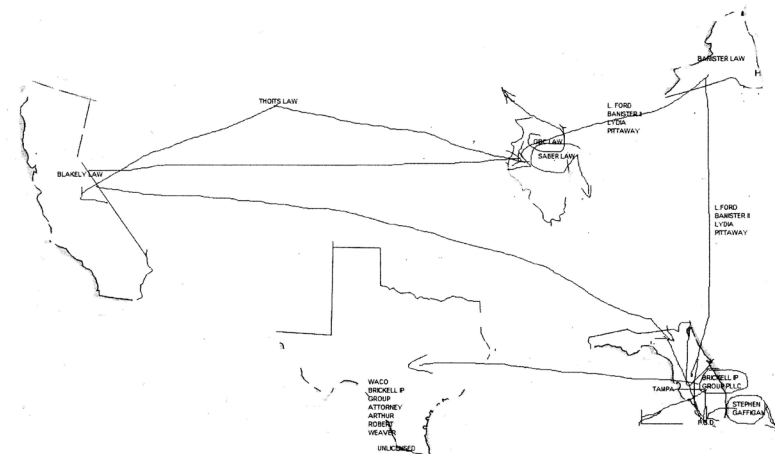 BANISTER LAW
H
THOITS LAW
L. FORD
BANISTER II
LYDIA
PITTAWAY
GBC LAW
SABER LAW
BLAKELY LAW
L.FORD
BANISTER II
LYDIA
PITTAWAY
BRICKELL IP
GROUP PLLC
TAMPA
WACO
BRICKELL IP
GROUP
ATTORNEY
ARTHUR
ROBERT
WEAVER
UNLICENSED
STEPHEN
GAFFIGAN